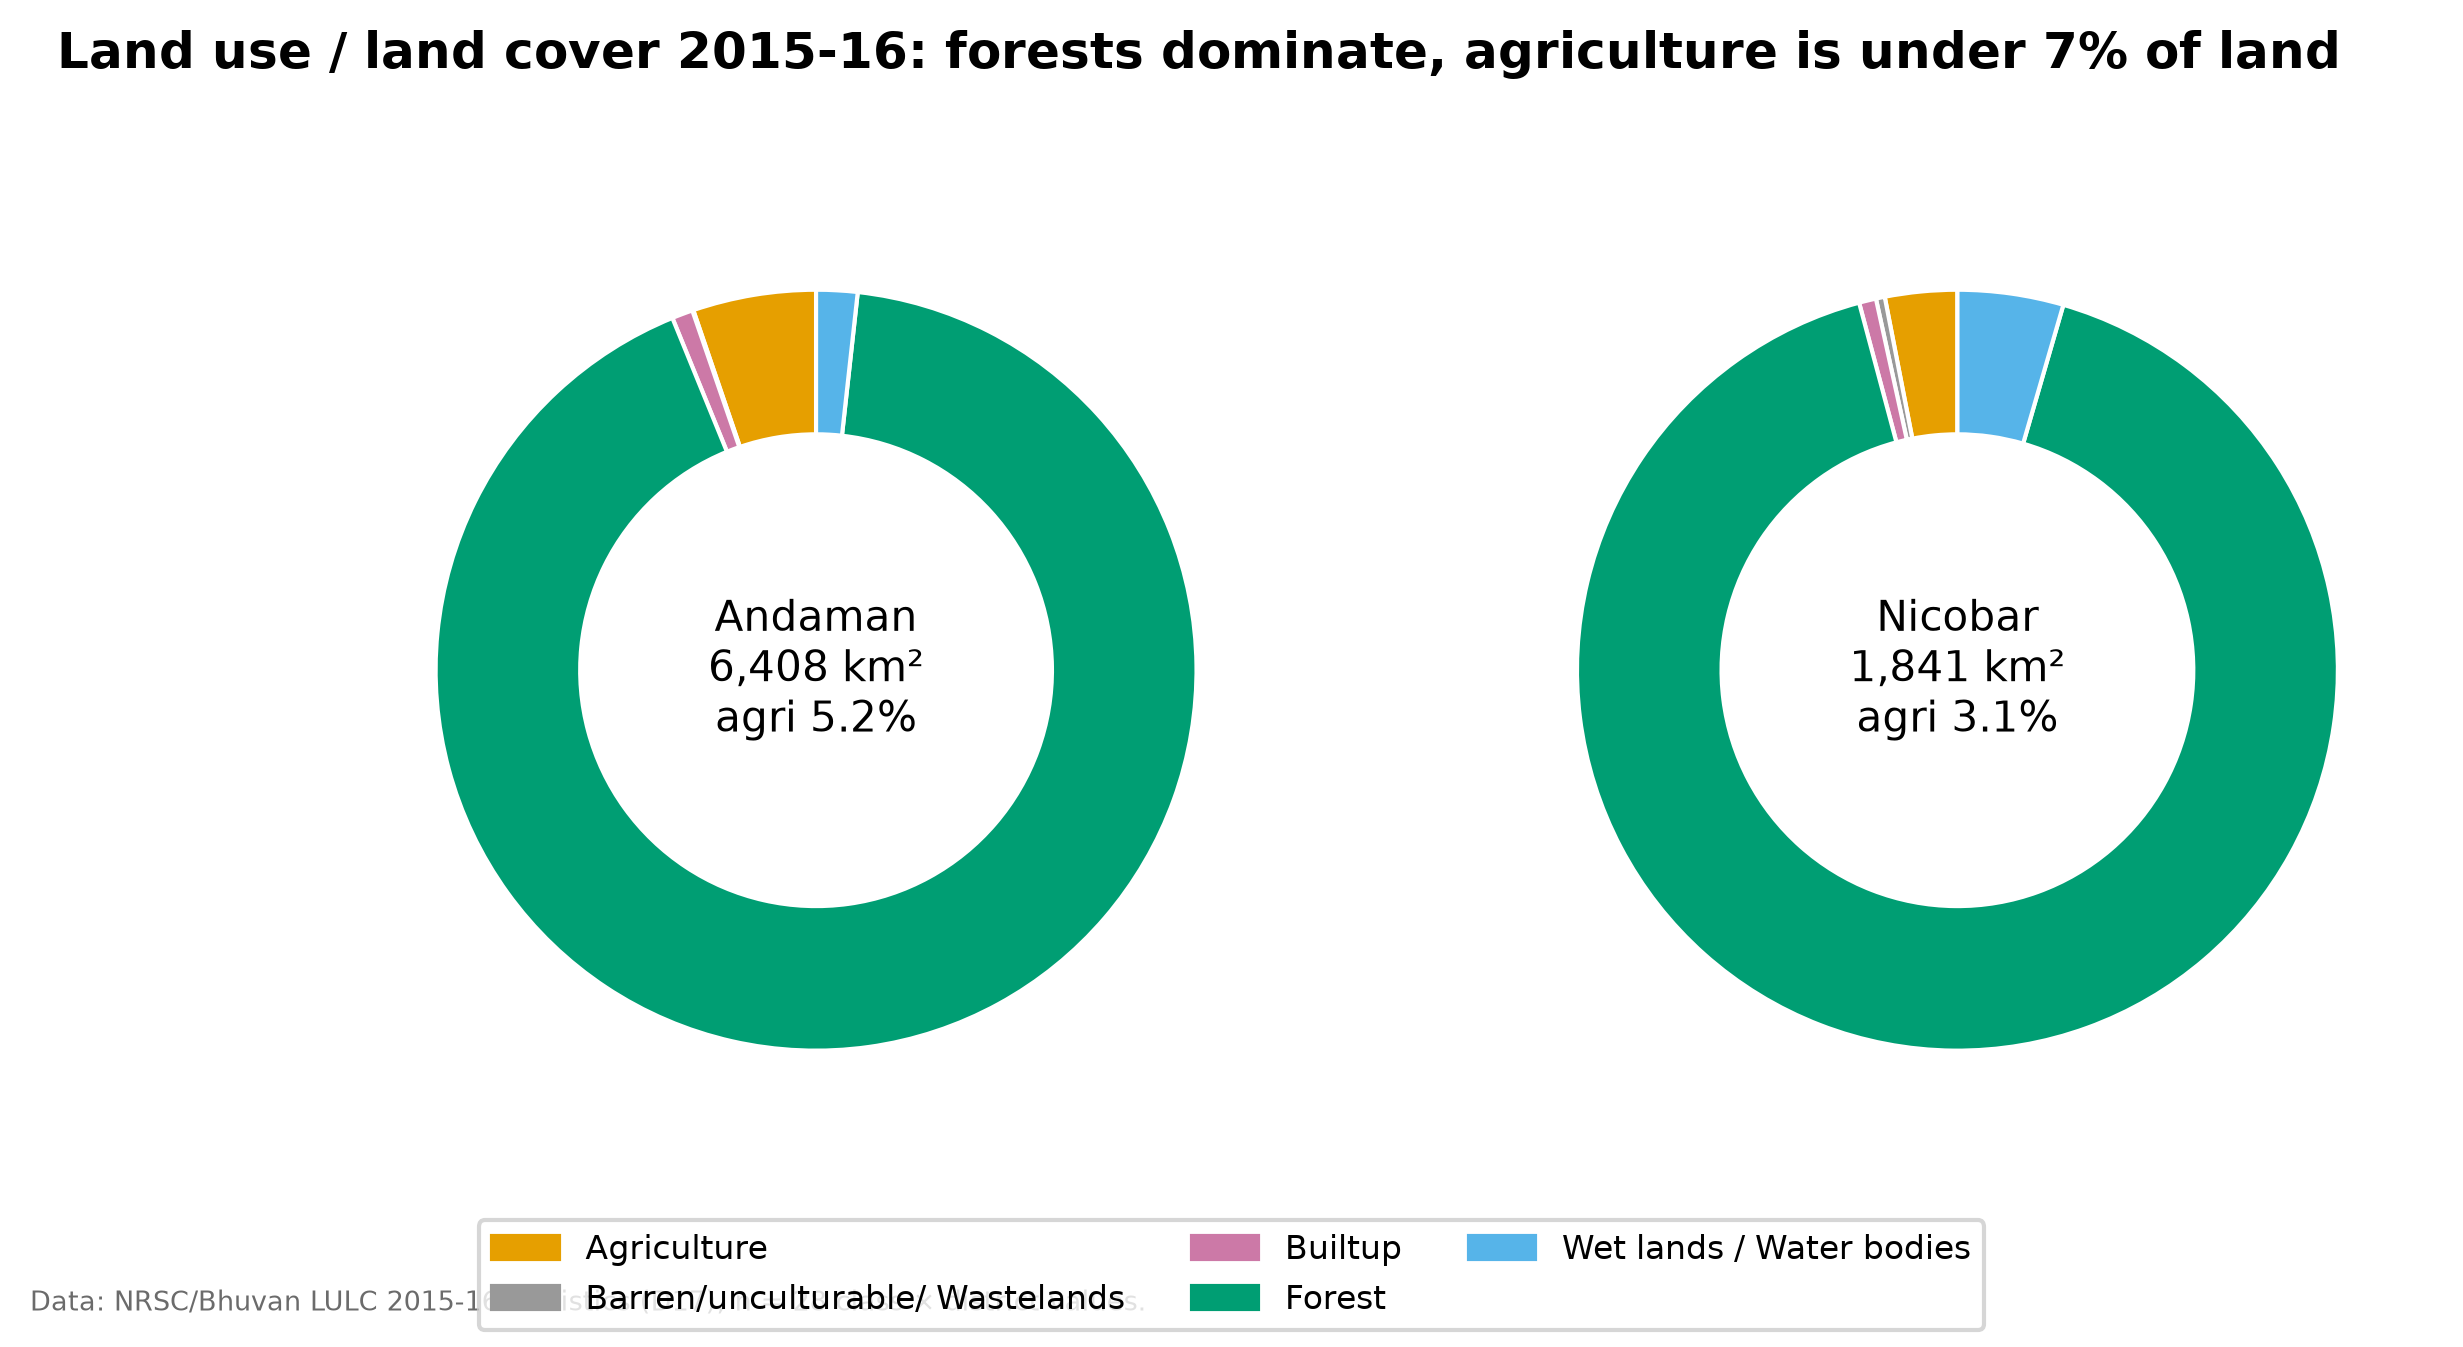 Land use / land cover 2015-16: forests dominate, agriculture is under 7% of land
Andaman
6,408 km²
agri 5.2%
Nicobar
1,841 km²
agri 3.1%
Agriculture
Barren/unculturable/ Wastelands
Builtup
Forest
Wet lands / Water bodies
Data: NRSC/Bhuvan LULC 2015-16